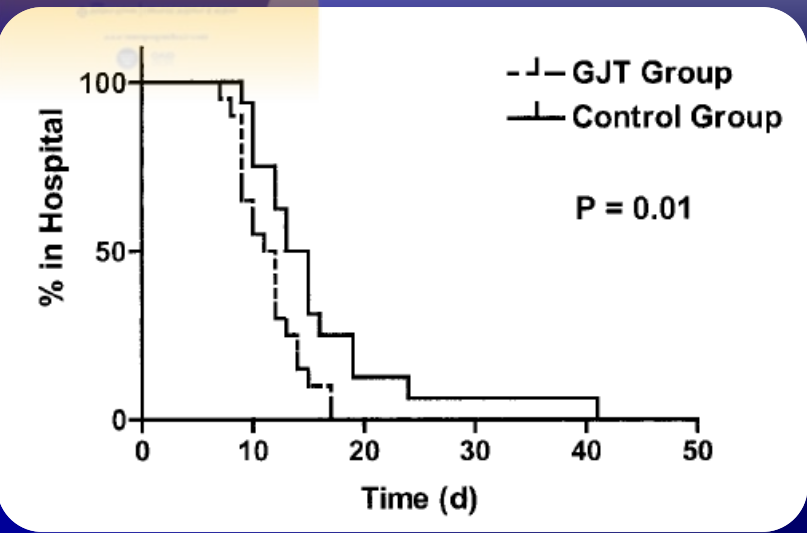 GJT Group
Control Group
P = 0.01
% in Hospital
100
50
0
0 10 20 30 40 50
Time (d)